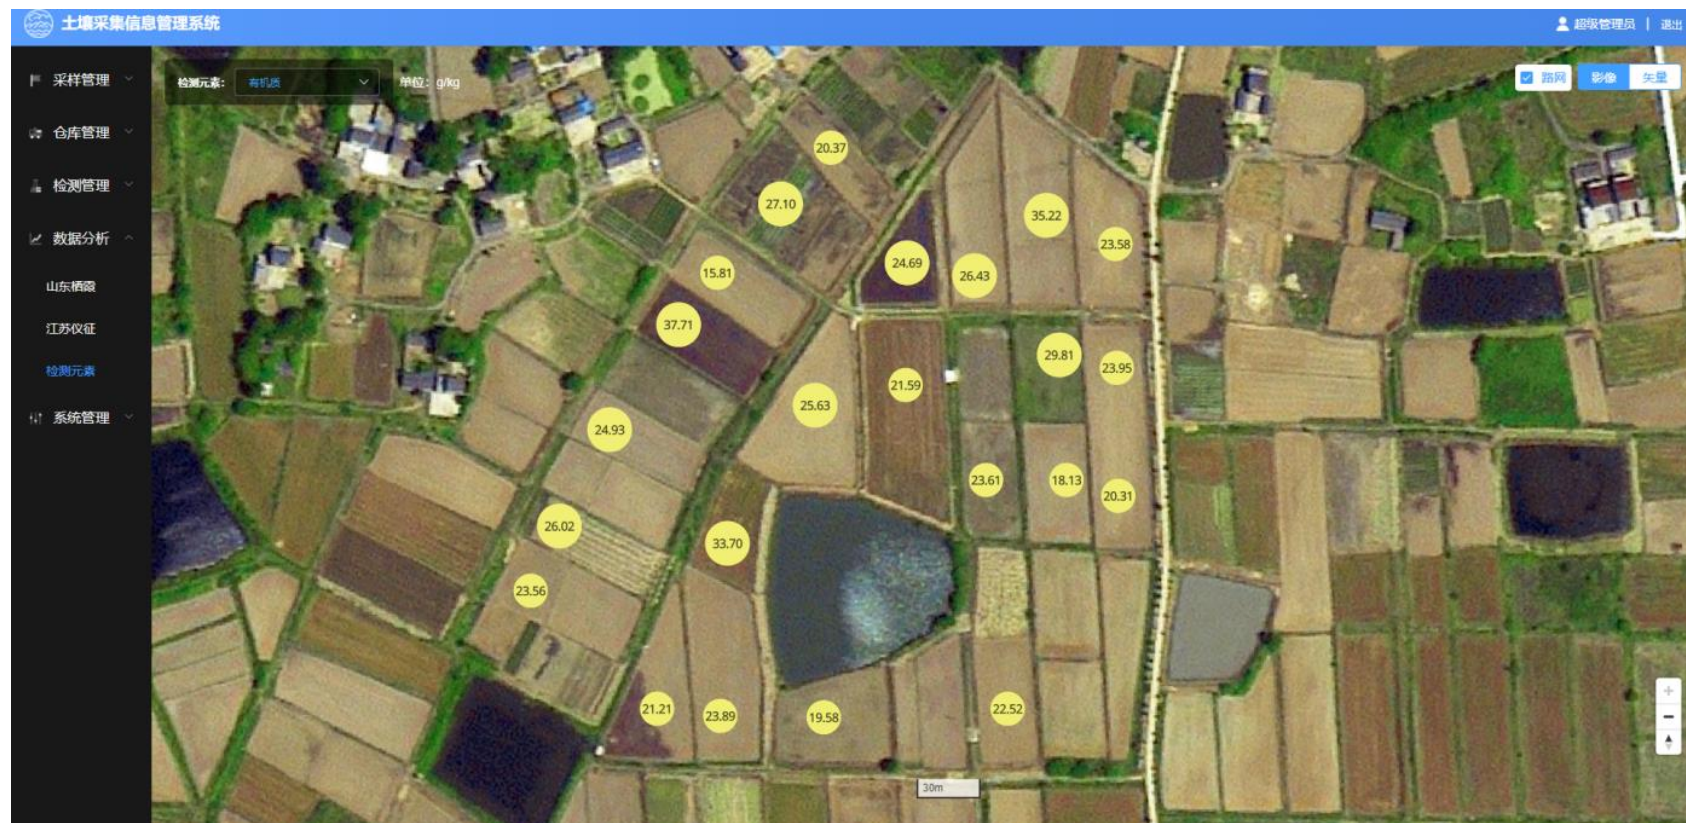 土壤采集信息管理系统
超级管理员 | 退出
采样管理
仓库管理
检测管理
数据分析
山东栖霞
江苏仪征
检测元素
系统管理
检测元素： 有机质 单位：g/kg
路网 影像 矢量
20.37
27.10
35.22
23.58
24.69
26.43
15.81
37.71
29.81
23.95
21.59
25.63
24.93
23.61
18.13
20.31
26.02
33.70
23.56
21.21
23.89
19.58
22.52
30m